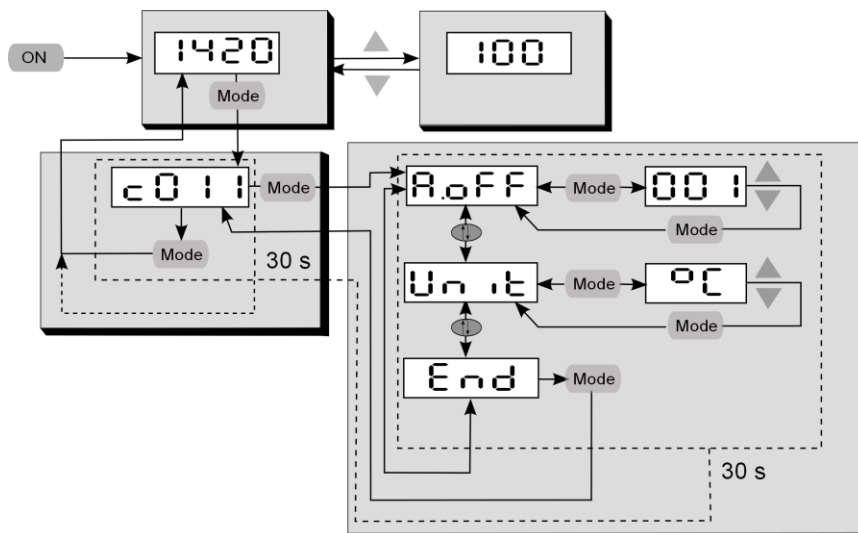 ON
1420
100
Mode
c011
Mode
Mode
30 s
A.oFF
Mode
001
Mode
Unit
Mode
°C
Mode
End
Mode
30 s